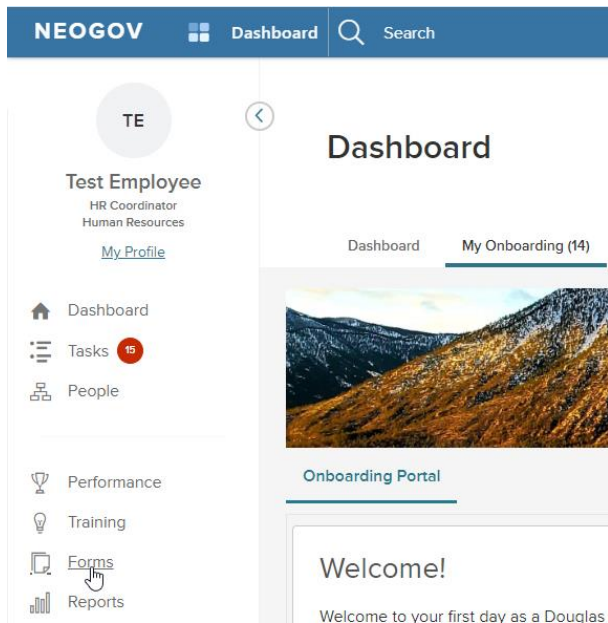 NEOGOV Dashboard Search
TE
Test Employee
HR Coordinator
Human Resources
My Profile
Dashboard
Tasks 15
People
Performance
Training
Forms
Reports
Dashboard
Dashboard My Onboarding (14)
Onboarding Portal
Welcome!
Welcome to your first day as a Douglas